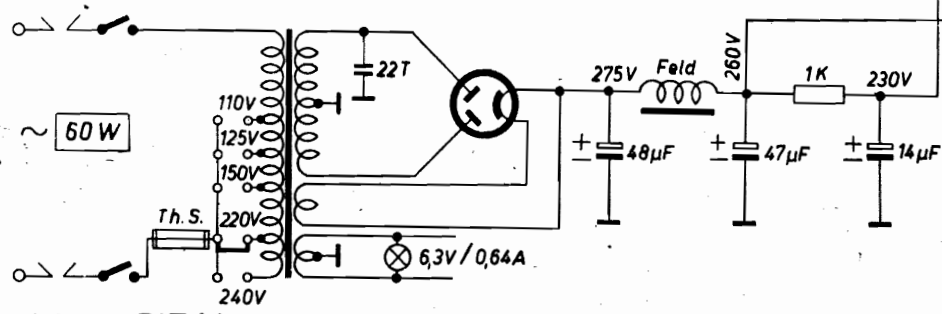 ~ 60 W
Th. S.
110V
125V
150V
220V
240V
22T
6,3V / 0,64A
275V
Feld
260V
1K
230V
+
−
48µF
+
−
47µF
+
−
14µF